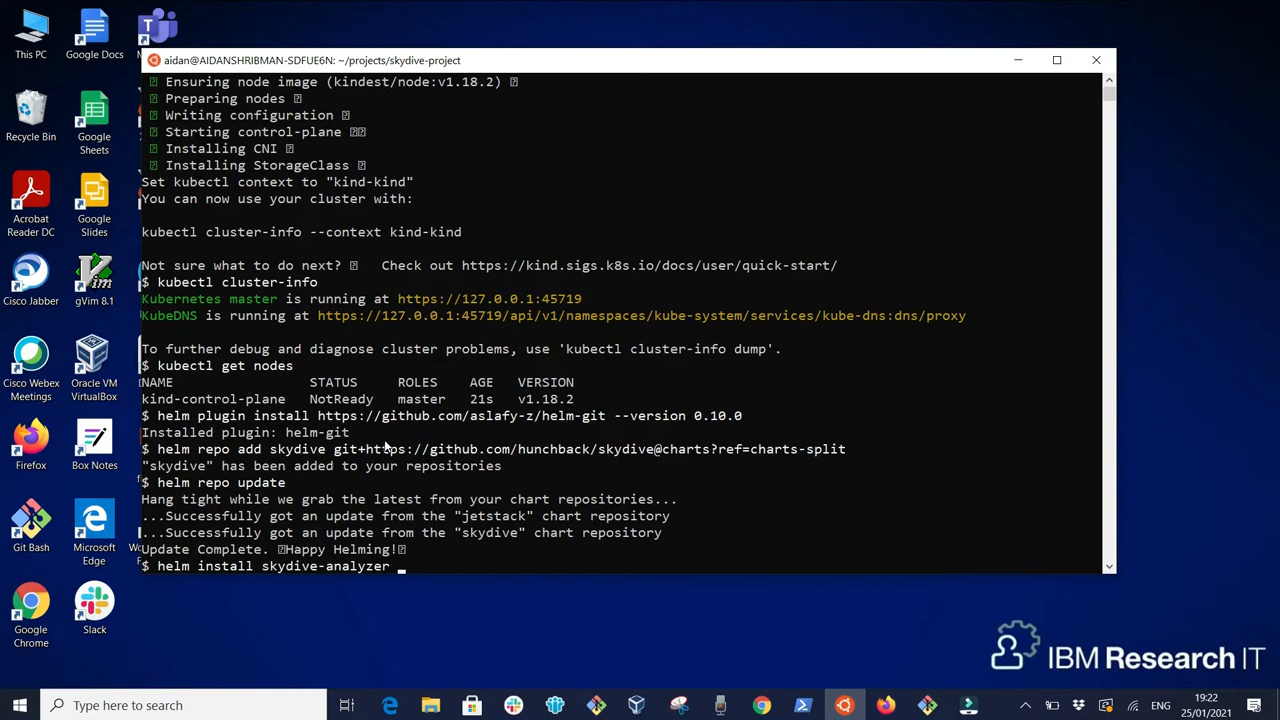 This PC
Google Docs
Recycle Bin
Google Sheets
Acrobat Reader DC
Google Slides
Cisco Jabber
gVim 8.1
Cisco Webex Meetings
Oracle VM VirtualBox
Firefox
Box Notes
Git Bash
Microsoft Edge
Google Chrome
Slack
aidan@AIDANSHRIBMAN-SDFUE6N: ~/projects/skydive-project
Ensuring node image (kindest/node:v1.18.2)
Preparing nodes
Writing configuration
Starting control-plane
Installing CNI
Installing StorageClass
Set kubectl context to "kind-kind"
You can now use your cluster with:
kubectl cluster-info --context kind-kind
Not sure what to do next? Check out https://kind.sigs.k8s.io/docs/user/quick-start/
$ kubectl cluster-info
Kubernetes master is running at https://127.0.0.1:45719
KubeDNS is running at https://127.0.0.1:45719/api/v1/namespaces/kube-system/services/kube-dns:dns/proxy
To further debug and diagnose cluster problems, use 'kubectl cluster-info dump'.
$ kubectl get nodes
NAME STATUS ROLES AGE VERSION
kind-control-plane NotReady master 21s v1.18.2
$ helm plugin install https://github.com/aslafy-z/helm-git --version 0.10.0
Installed plugin: helm-git
$ helm repo add skydive git+https://github.com/hunchback/skydive@charts?ref=charts-split
"skydive" has been added to your repositories
$ helm repo update
Hang tight while we grab the latest from your chart repositories...
...Successfully got an update from the "jetstack" chart repository
...Successfully got an update from the "skydive" chart repository
Update Complete. Happy Helming!
$ helm install skydive-analyzer
IBM Research IT
Type here to search
ENG
19:22
25/01/2021